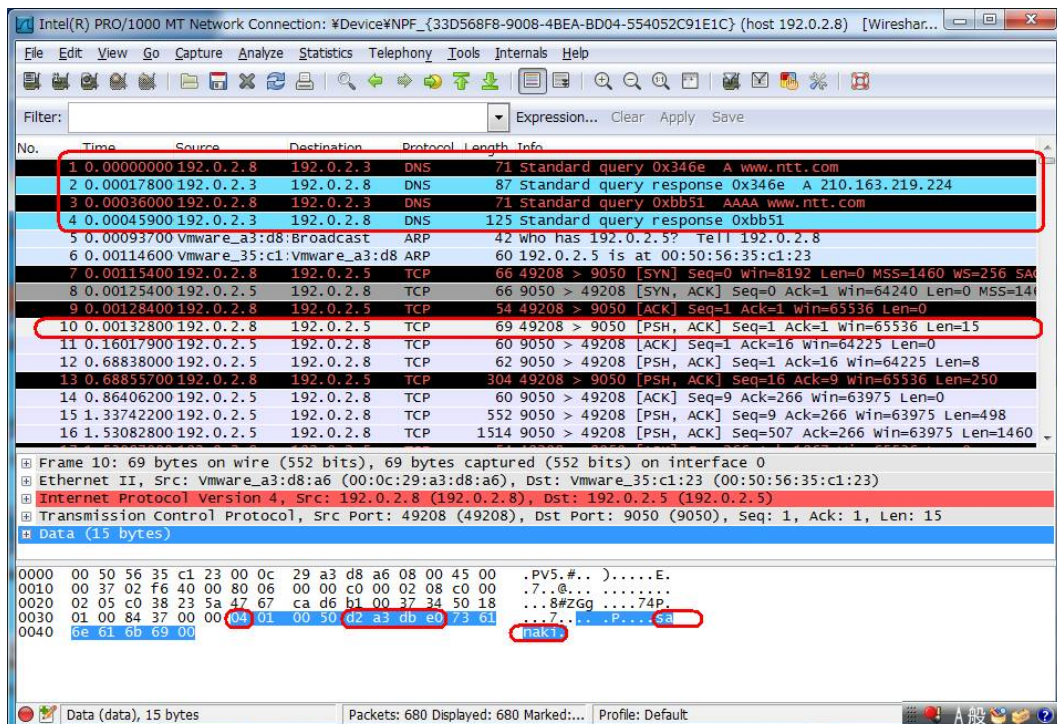 Intel(R) PRO/1000 MT Network Connection: ¥Device¥NPF_{33D568F8-9008-4BEA-BD04-554052C91E1C} (host 192.0.2.8) [Wireshar...
File Edit View Go Capture Analyze Statistics Telephony Tools Internals Help
Filter: Expression... Clear Apply Save
No. Time Source Destination Protocol Length Info
1 0.00000000 192.0.2.8 192.0.2.3 DNS 71 Standard query 0x346e A www.ntt.com
2 0.00017800 192.0.2.3 192.0.2.8 DNS 87 Standard query response 0x346e A 210.163.219.224
3 0.00036000 192.0.2.8 192.0.2.3 DNS 71 Standard query 0xbb51 AAAA www.ntt.com
4 0.00045900 192.0.2.3 192.0.2.8 DNS 125 Standard query response 0xbb51
5 0.00093700 Vmware_a3:d8: Broadcast ARP 42 Who has 192.0.2.5? Tell 192.0.2.8
6 0.00114600 Vmware_35:c1: Vmware_a3:d8 ARP 60 192.0.2.5 is at 00:50:56:35:c1:23
7 0.00115400 192.0.2.8 192.0.2.5 TCP 66 49208 > 9050 [SYN] Seq=0 Win=8192 Len=0 MSS=1460 WS=256 SAC
8 0.00125400 192.0.2.5 192.0.2.8 TCP 66 9050 > 49208 [SYN, ACK] Seq=0 Ack=1 Win=64240 Len=0 MSS=146
9 0.00128400 192.0.2.8 192.0.2.5 TCP 54 49208 > 9050 [ACK] Seq=1 Ack=1 Win=65536 Len=0
10 0.00132800 192.0.2.8 192.0.2.5 TCP 69 49208 > 9050 [PSH, ACK] Seq=1 Ack=1 Win=65536 Len=15
11 0.16017900 192.0.2.5 192.0.2.8 TCP 60 9050 > 49208 [ACK] Seq=1 Ack=16 Win=64225 Len=0
12 0.68838000 192.0.2.5 192.0.2.8 TCP 62 9050 > 49208 [PSH, ACK] Seq=1 Ack=16 Win=64225 Len=8
13 0.68855700 192.0.2.8 192.0.2.5 TCP 304 49208 > 9050 [PSH, ACK] Seq=16 Ack=9 Win=65536 Len=250
14 0.86406200 192.0.2.5 192.0.2.8 TCP 60 9050 > 49208 [ACK] Seq=9 Ack=266 Win=63975 Len=0
15 1.33742200 192.0.2.5 192.0.2.8 TCP 552 9050 > 49208 [PSH, ACK] Seq=9 Ack=266 Win=63975 Len=498
16 1.53082800 192.0.2.5 192.0.2.8 TCP 1514 9050 > 49208 [PSH, ACK] Seq=507 Ack=266 Win=63975 Len=1460
Frame 10: 69 bytes on wire (552 bits), 69 bytes captured (552 bits) on interface 0
Ethernet II, Src: Vmware_a3:d8:a6 (00:0c:29:a3:d8:a6), Dst: Vmware_35:c1:23 (00:50:56:35:c1:23)
Internet Protocol Version 4, Src: 192.0.2.8 (192.0.2.8), Dst: 192.0.2.5 (192.0.2.5)
Transmission Control Protocol, Src Port: 49208 (49208), Dst Port: 9050 (9050), Seq: 1, Ack: 1, Len: 15
Data (15 bytes)
0000 00 50 56 35 c1 23 00 0c 29 a3 d8 a6 08 00 45 00 .PV5.#.. ).....E.
0010 00 37 02 f6 40 00 80 06 00 00 c0 00 02 08 c0 00 .7..@... ........
0020 02 05 c0 38 23 5a 47 67 ca d6 b1 00 37 34 50 18 ...8#ZGg ....74P.
0030 01 00 84 37 00 00 04 01 00 50 d2 a3 db e0 73 61 ...7.... .P....sa
0040 6e 61 6b 69 00 naki.
Data (data), 15 bytes Packets: 680 Displayed: 680 Marked:... Profile: Default
A 般